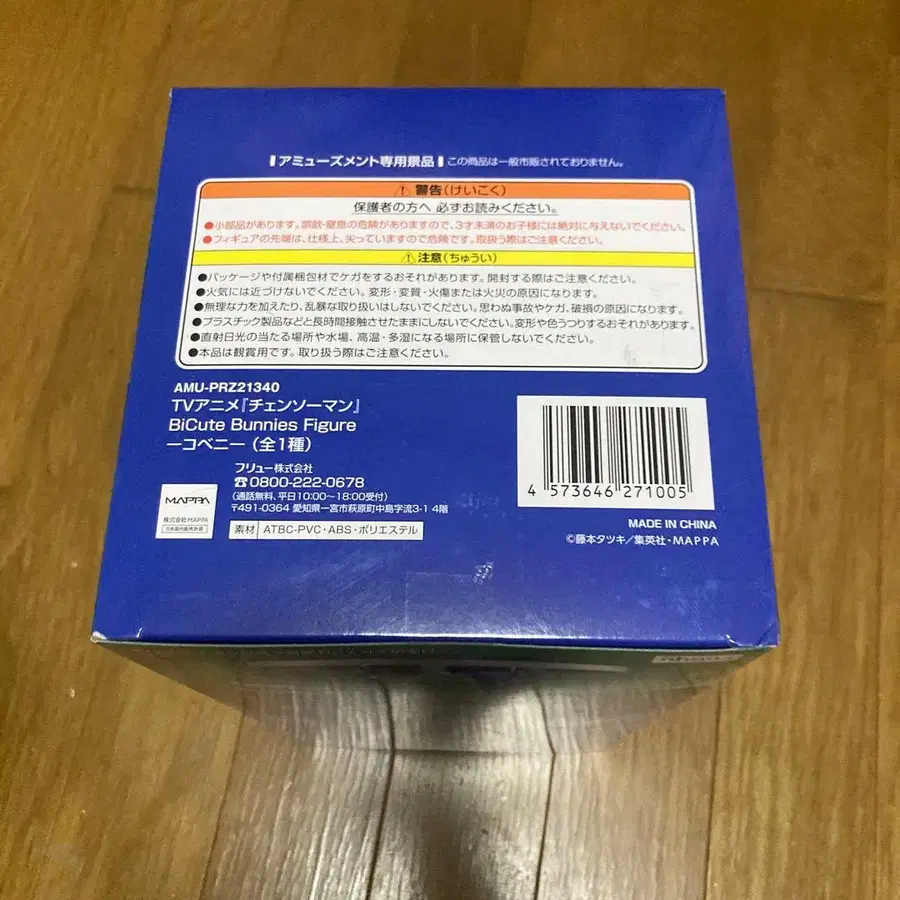 アミューズメント専用景品 この商品は一般市販されておりません。
警告(けいこく)
保護者の方へ 必ずお読みください。
●小部品があります。誤飲・窒息の危険がありますので、3才未満のお子様には絶対に与えないでください。
●フィギュアの先端は、仕様上、尖っていますので危険です。取扱う際はご注意ください。
注意(ちゅうい)
●パッケージや付属梱包材でケガをするおそれがあります。開封する際はご注意ください。
●火気には近づけないでください。変形・変質・火傷または火災の原因になります。
●無理な力を加えたり、乱暴な取り扱いはしないでください。思わぬ事故やケガ、破損の原因になります。
●プラスチック製品などと長時間接触させたままにしないでください。変形や色うつりするおそれがあります。
●直射日光の当たる場所や水場、高温・多湿になる場所に保管しないでください。
●本品は観賞用です。取り扱う際はご注意ください。
AMU-PRZ21340
TVアニメ『チェンソーマン』
BiCute Bunnies Figure
ーコベニー(全1種)
フリュー株式会社
☎0800-222-0678
(通話無料、平日10:00〜18:00受付)
〒491-0364 愛知県一宮市萩原町中島字流3-1 4階
素材 ATBC-PVC・ABS・ポリエステル
MAPPA
株式会社MAPPA
日本国内販売許諾
4 573646 271005
MADE IN CHINA
©藤本タツキ/集英社・MAPPA